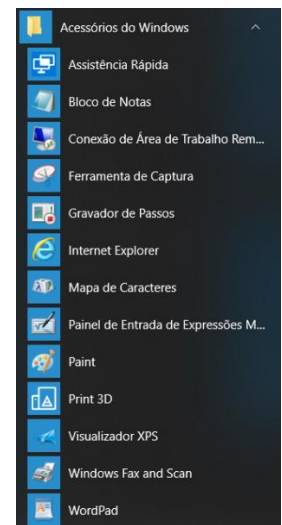 Acessórios do Windows
Assistência Rápida
Bloco de Notas
Conexão de Área de Trabalho Rem...
Ferramenta de Captura
Gravador de Passos
Internet Explorer
Mapa de Caracteres
Painel de Entrada de Expressões M...
Paint
Print 3D
Visualizador XPS
Windows Fax and Scan
WordPad